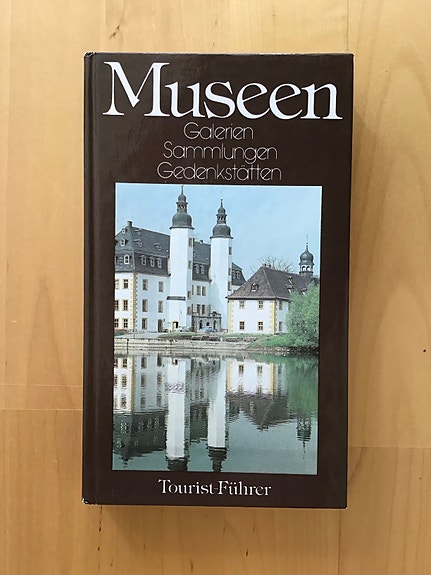 Museen
Galerien
Sammlungen
Gedenkstätten
Tourist-Führer